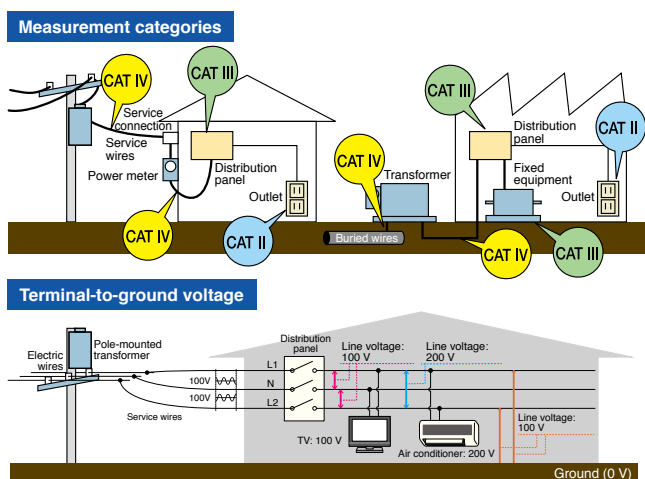 Measurement categories
CAT IV
CAT III
Service
connection
Service
wires
Power meter
Distribution
panel
Outlet
CAT IV
CAT II
CAT IV
Transformer
Buried wires
CAT III
Distribution
panel
CAT II
Fixed
equipment
Outlet
CAT IV
CAT III
Terminal-to-ground voltage
Electric
wires
Pole-mounted
transformer
Distribution
panel
Line voltage:
100 V
Line voltage:
200 V
L1
100V
N
100V
L2
Service wires
Line voltage:
100 V
TV: 100 V
Air conditioner: 200 V
Ground (0 V)